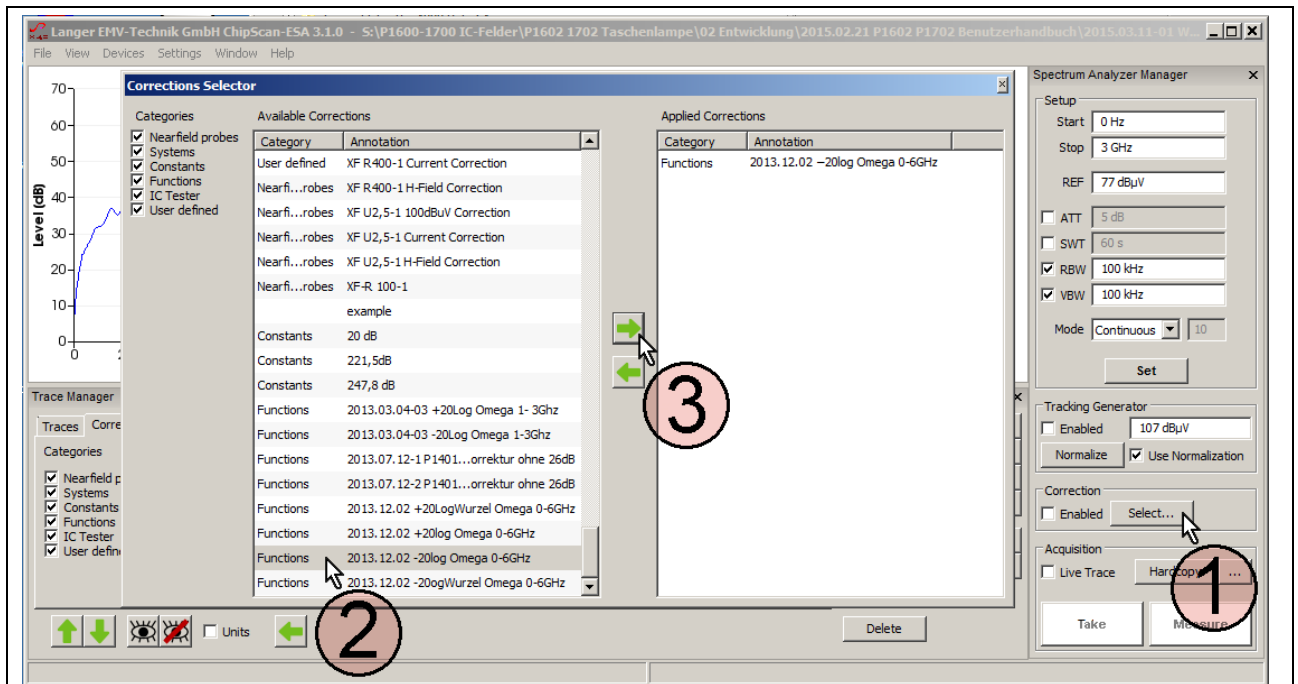 Langer EMV-Technik GmbH ChipScan-ESA 3.1.0 - S:\P1600-1700 IC-Felder\P1602 1702 Taschenlampe\02 Entwicklung\2015.02.21 P1602 P1702 Benutzerhandbuch\2015.03.11-01 W...
File View Devices Settings Window Help
70
60
50
40
30
20
10
0
0
Level (dB)
Corrections Selector
Categories
Nearfield probes
Systems
Constants
Functions
IC Tester
User defined
Available Corrections
Category Annotation
User defined XF R400-1 Current Correction
Nearfi...robes XF R400-1 H-Field Correction
Nearfi...robes XF U2,5-1 100dBuV Correction
Nearfi...robes XF U2,5-1 Current Correction
Nearfi...robes XF U2,5-1 H-Field Correction
Nearfi...robes XF-R 100-1
example
Constants 20 dB
Constants 221,5dB
Constants 247,8 dB
Functions 2013.03.04-03 +20Log Omega 1- 3Ghz
Functions 2013.03.04-03 -20Log Omega 1-3Ghz
Functions 2013.07.12-1 P1401...orrektur ohne 26dB
Functions 2013.07.12-2 P1401...orrektur ohne 26dB
Functions 2013.12.02 +20LogWurzel Omega 0-6GHz
Functions 2013.12.02 +20log Omega 0-6GHz
Functions 2013.12.02 -20log Omega 0-6GHz
Functions 2013.12.02 -20ogWurzel Omega 0-6GHz
Applied Corrections
Category Annotation
Functions 2013.12.02 −20log Omega 0-6GHz
3
2
Trace Manager
Traces Corre
Categories
Nearfield p
Systems
Constants
Functions
IC Tester
User defin
Units
Delete
Spectrum Analyzer Manager
Setup
Start 0 Hz
Stop 3 GHz
REF 77 dBµV
ATT 5 dB
SWT 60 s
RBW 100 kHz
VBW 100 kHz
Mode Continuous 10
Set
Tracking Generator
Enabled 107 dBµV
Normalize Use Normalization
Correction
Enabled Select...
Acquisition
Live Trace Hardcopy ...
1
Take Measure